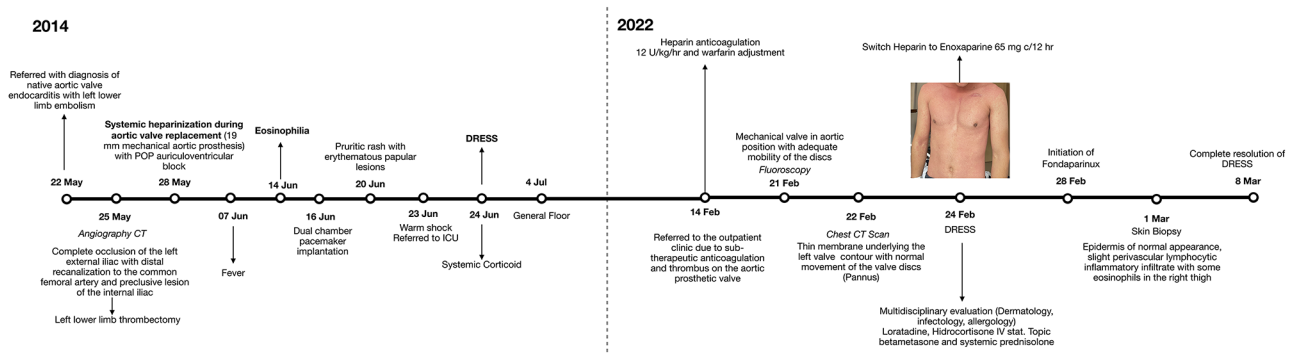 2014
Referred with diagnosis of
native aortic valve
endocarditis with left lower
limb embolism
22 May
25 May
Angiography CT
Complete occlusion of the left
external iliac with distal
recanalization to the common
femoral artery and preclusive lesion
of the internal iliac
Left lower limb thrombectomy
Systemic heparinization during
aortic valve replacement (19
mm mechanical aortic prosthesis)
with POP auriculoventricular
block
28 May
07 Jun
Fever
Eosinophilia
14 Jun
16 Jun
Dual chamber
pacemaker
implantation
Pruritic rash with
erythematous papular
lesions
20 Jun
23 Jun
Warm shock
Referred to ICU
DRESS
24 Jun
Systemic Corticoid
4 Jul
General Floor
2022
Heparin anticoagulation
12 U/kg/hr and warfarin adjustment
14 Feb
Referred to the outpatient
clinic due to sub-
therapeutic anticoagulation
and thrombus on the aortic
prosthetic valve
Mechanical valve in aortic
position with adequate
mobility of the discs
Fluoroscopy
21 Feb
22 Feb
Chest CT Scan
Thin membrane underlying the
left valve contour with normal
movement of the valve discs
(Pannus)
Switch Heparin to Enoxaparine 65 mg c/12 hr
24 Feb
DRESS
Multidisciplinary evaluation (Dermatology,
infectology, allergology)
Loratadine, Hidrocortisone IV stat. Topic
betametasone and systemic prednisolone
Initiation of
Fondaparinux
28 Feb
1 Mar
Skin Biopsy
Epidermis of normal appearance,
slight perivascular lymphocytic
inflammatory infiltrate with some
eosinophils in the right thigh
Complete resolution of
DRESS
8 Mar